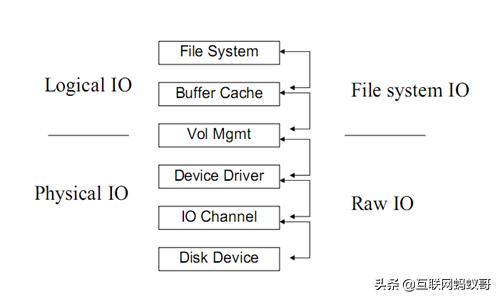 File System
Logical IO
Buffer Cache
File system IO
Vol Mgmt
Device Driver
Physical IO
Raw IO
IO Channel
Disk Device
头条 @互联网蚂蚁哥